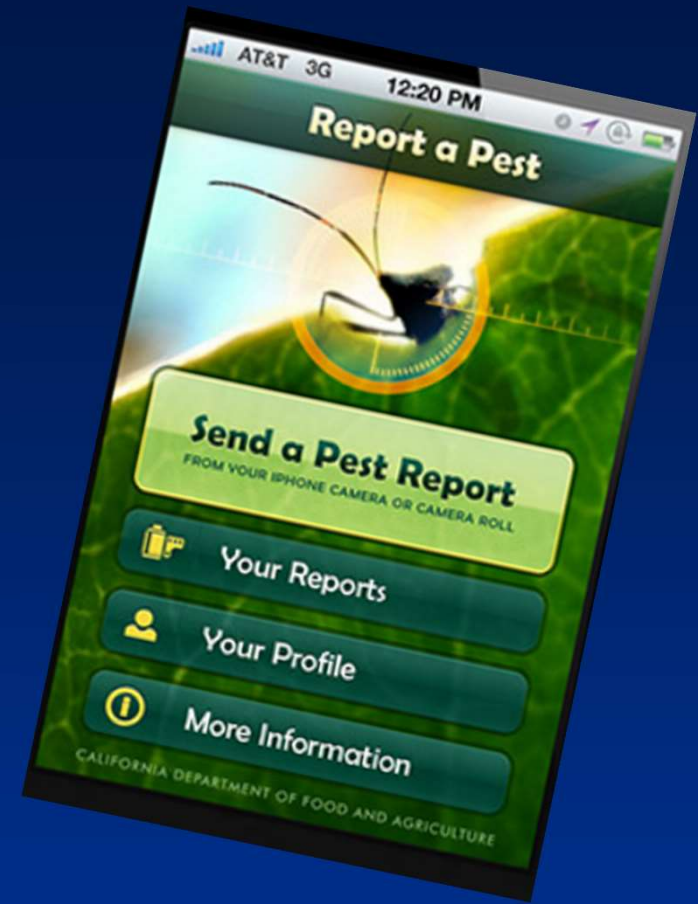 AT&T 3G 12:20 PM
Report a Pest
Send a Pest Report
FROM YOUR IPHONE CAMERA OR CAMERA ROLL
Your Reports
Your Profile
More Information
CALIFORNIA DEPARTMENT OF FOOD AND AGRICULTURE